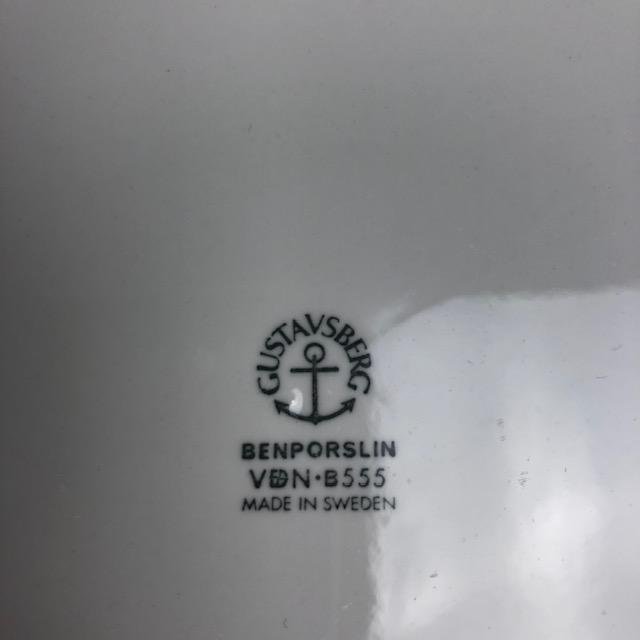 GUSTAVSBERG
BENPORSLIN
VDN·B555
MADE IN SWEDEN